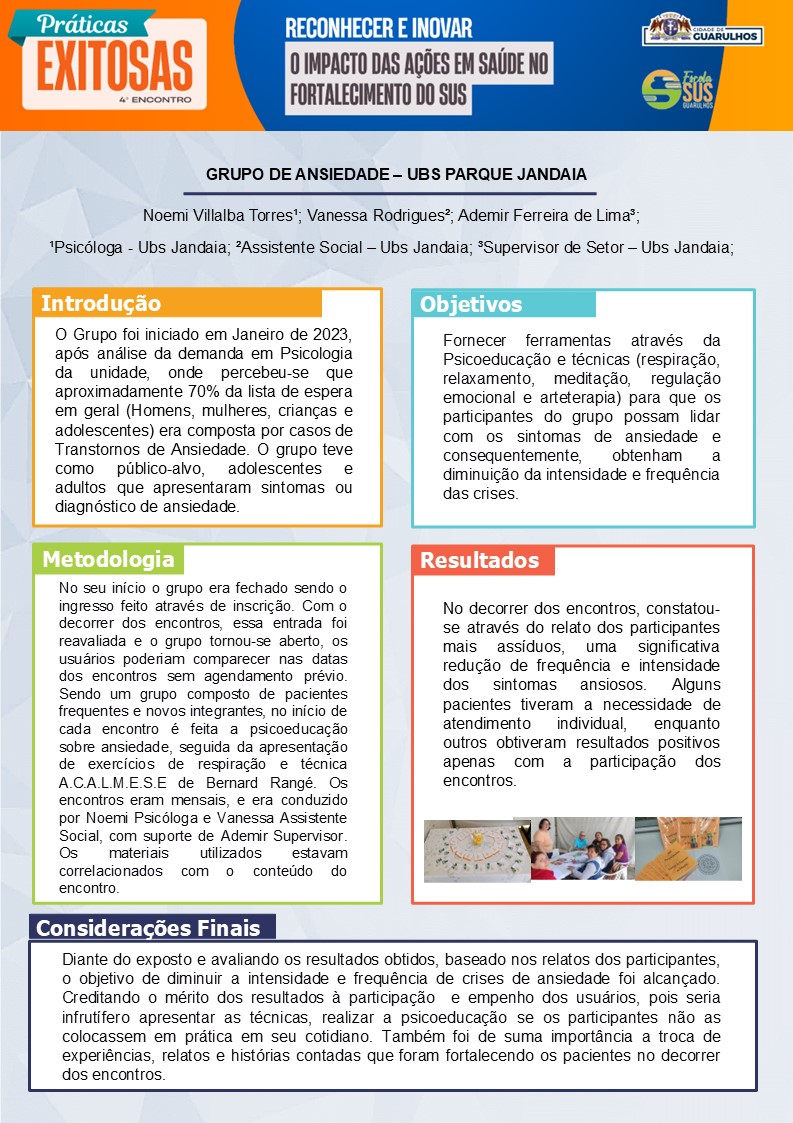 Práticas
EXITOSAS
4º ENCONTRO
RECONHECER E INOVAR
O IMPACTO DAS AÇÕES EM SAÚDE NO
FORTALECIMENTO DO SUS
CIDADE DE
GUARULHOS
Escola
SUS
GUARULHOS
GRUPO DE ANSIEDADE – UBS PARQUE JANDAIA
Noemi Villalba Torres¹; Vanessa Rodrigues²; Ademir Ferreira de Lima³;
¹Psicóloga - Ubs Jandaia; ²Assistente Social – Ubs Jandaia; ³Supervisor de Setor – Ubs Jandaia;
Introdução
O Grupo foi iniciado em Janeiro de 2023,
após análise da demanda em Psicologia
da unidade, onde percebeu-se que
aproximadamente 70% da lista de espera
em geral (Homens, mulheres, crianças e
adolescentes) era composta por casos de
Transtornos de Ansiedade. O grupo teve
como público-alvo, adolescentes e
adultos que apresentaram sintomas ou
diagnóstico de ansiedade.
Objetivos
Fornecer ferramentas através da
Psicoeducação e técnicas (respiração,
relaxamento, meditação, regulação
emocional e arteterapia) para que os
participantes do grupo possam lidar
com os sintomas de ansiedade e
consequentemente, obtenham a
diminuição da intensidade e frequência
das crises.
Metodologia
No seu início o grupo era fechado sendo o
ingresso feito através de inscrição. Com o
decorrer dos encontros, essa entrada foi
reavaliada e o grupo tornou-se aberto, os
usuários poderiam comparecer nas datas
dos encontros sem agendamento prévio.
Sendo um grupo composto de pacientes
frequentes e novos integrantes, no início de
cada encontro é feita a psicoeducação
sobre ansiedade, seguida da apresentação
de exercícios de respiração e técnica
A.C.A.L.M.E.S.E de Bernard Rangé. Os
encontros eram mensais, e era conduzido
por Noemi Psicóloga e Vanessa Assistente
Social, com suporte de Ademir Supervisor.
Os materiais utilizados estavam
correlacionados com o conteúdo do
encontro.
Resultados
No decorrer dos encontros, constatou-
se através do relato dos participantes
mais assíduos, uma significativa
redução de frequência e intensidade
dos sintomas ansiosos. Alguns
pacientes tiveram a necessidade de
atendimento individual, enquanto
outros obtiveram resultados positivos
apenas com a participação dos
encontros.
Considerações Finais
Diante do exposto e avaliando os resultados obtidos, baseado nos relatos dos participantes,
o objetivo de diminuir a intensidade e frequência de crises de ansiedade foi alcançado.
Creditando o mérito dos resultados à participação e empenho dos usuários, pois seria
infrutífero apresentar as técnicas, realizar a psicoeducação se os participantes não as
colocassem em prática em seu cotidiano. Também foi de suma importância a troca de
experiências, relatos e histórias contadas que foram fortalecendo os pacientes no decorrer
dos encontros.